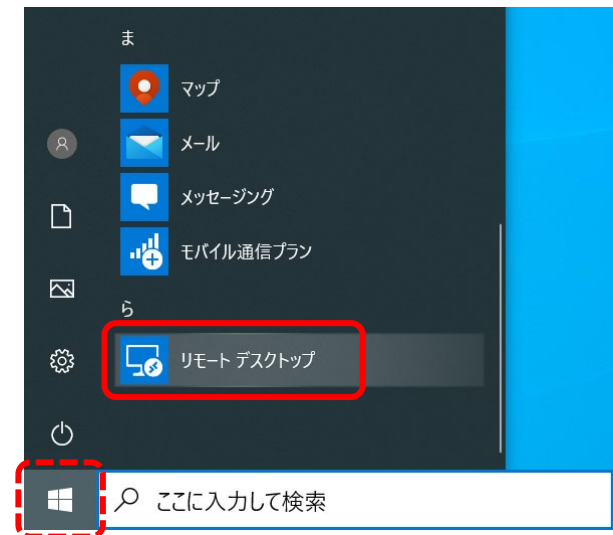 ま
マップ
メール
メッセージング
モバイル通信プラン
ら
リモート デスクトップ
ここに入力して検索